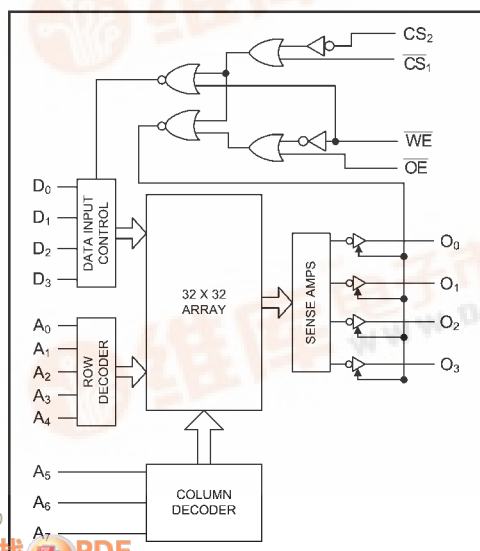 CS2
CS1
WE
OE
D0
D1
D2
D3
DATA INPUT
CONTROL
32 X 32
ARRAY
SENSE AMPS
O0
O1
O2
O3
A0
A1
A2
A3
A4
ROW
DECODER
A5
A6
A7
COLUMN
DECODER
PDF